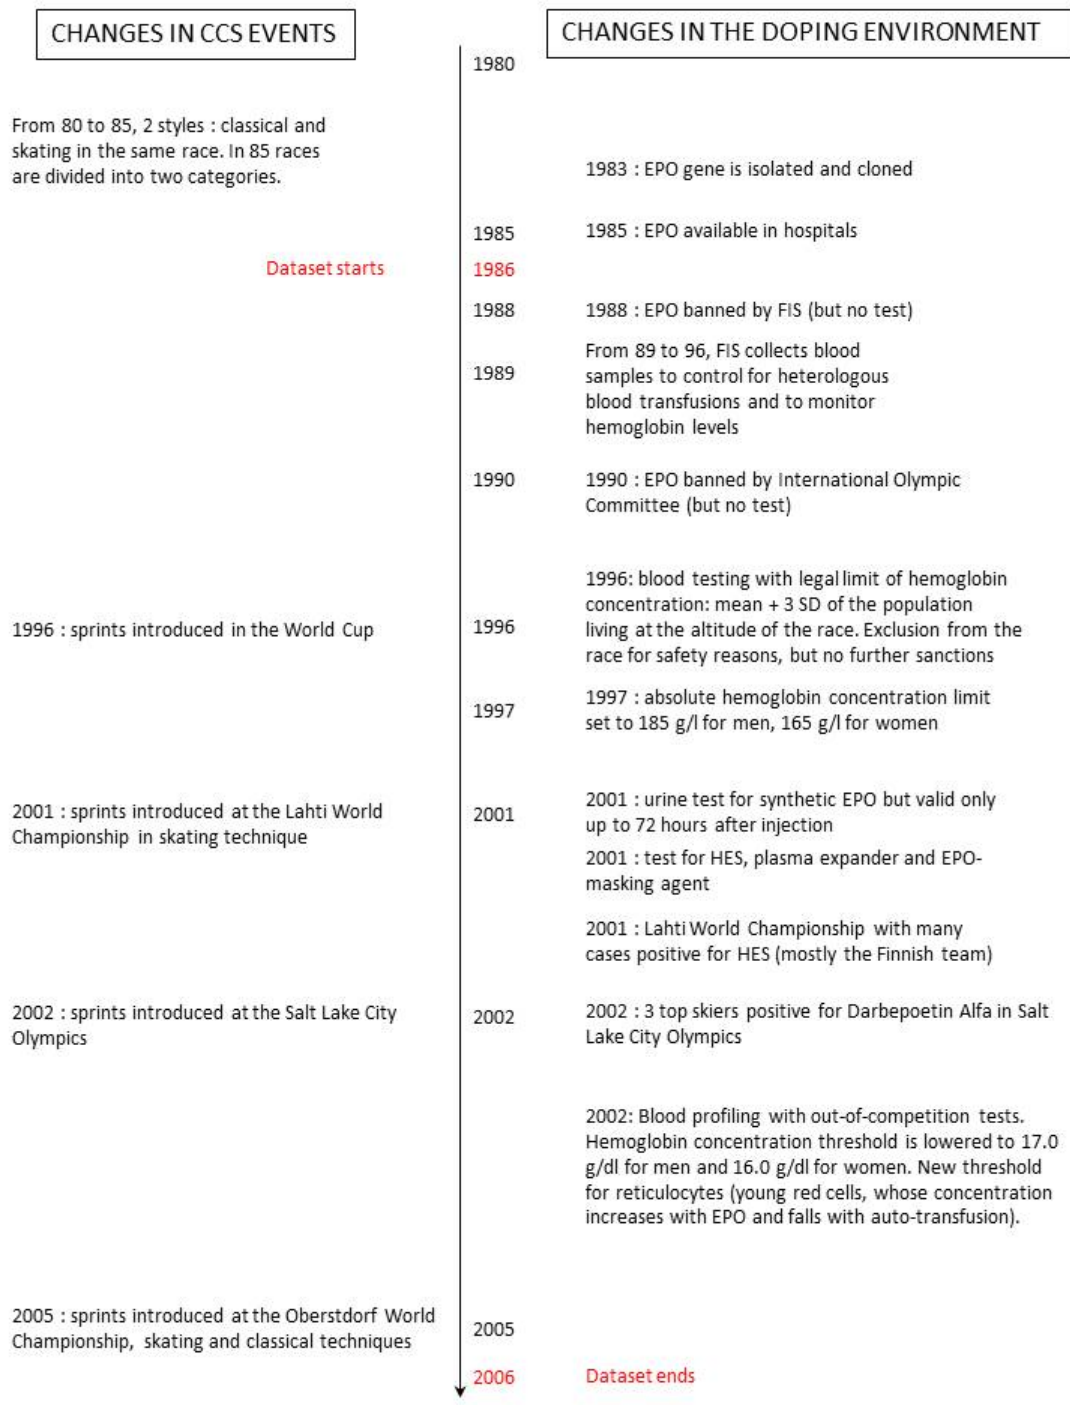 CHANGES IN CCS EVENTS
CHANGES IN THE DOPING ENVIRONMENT
1980
From 80 to 85, 2 styles : classical and
skating in the same race. In 85 races
are divided into two categories.
1983 : EPO gene is isolated and cloned
1985
1985 : EPO available in hospitals
Dataset starts
1986
1988
1988 : EPO banned by FIS (but no test)
1989
From 89 to 96, FIS collects blood
samples to control for heterologous
blood transfusions and to monitor
hemoglobin levels
1990
1990 : EPO banned by International Olympic
Committee (but no test)
1996 : sprints introduced in the World Cup
1996
1996: blood testing with legal limit of hemoglobin
concentration: mean + 3 SD of the population
living at the altitude of the race. Exclusion from the
race for safety reasons, but no further sanctions
1997
1997 : absolute hemoglobin concentration limit
set to 185 g/l for men, 165 g/l for women
2001 : sprints introduced at the Lahti World
Championship in skating technique
2001
2001 : urine test for synthetic EPO but valid only
up to 72 hours after injection
2001 : test for HES, plasma expander and EPO-
masking agent
2001 : Lahti World Championship with many
cases positive for HES (mostly the Finnish team)
2002 : sprints introduced at the Salt Lake City
Olympics
2002
2002 : 3 top skiers positive for Darbepoetin Alfa in Salt
Lake City Olympics
2002: Blood profiling with out-of-competition tests.
Hemoglobin concentration threshold is lowered to 17.0
g/dl for men and 16.0 g/dl for women. New threshold
for reticulocytes (young red cells, whose concentration
increases with EPO and falls with auto-transfusion).
2005 : sprints introduced at the Oberstdorf World
Championship, skating and classical techniques
2005
2006
Dataset ends